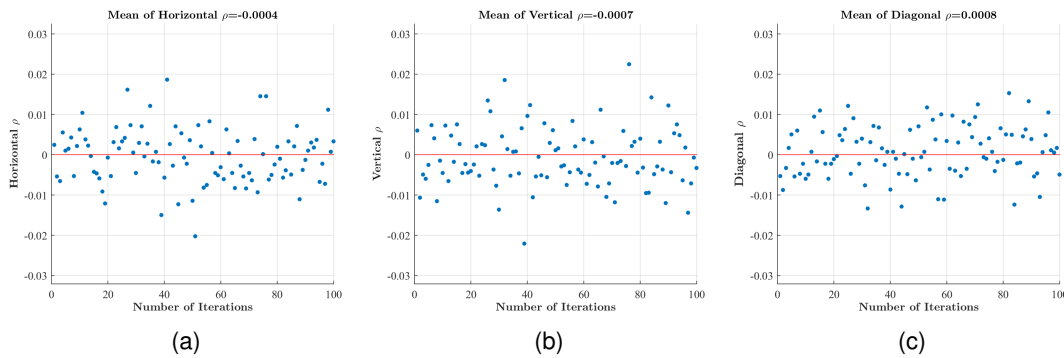 Mean of Horizontal ρ=-0.0004
0.03
0.02
0.01
0
-0.01
-0.02
-0.03
Horizontal ρ
0 20 40 60 80 100
Number of Iterations
(a)
Mean of Vertical ρ=-0.0007
0.03
0.02
0.01
0
-0.01
-0.02
-0.03
Vertical ρ
0 20 40 60 80 100
Number of Iterations
(b)
Mean of Diagonal ρ=0.0008
0.03
0.02
0.01
0
-0.01
-0.02
-0.03
Diagonal ρ
0 20 40 60 80 100
Number of Iterations
(c)